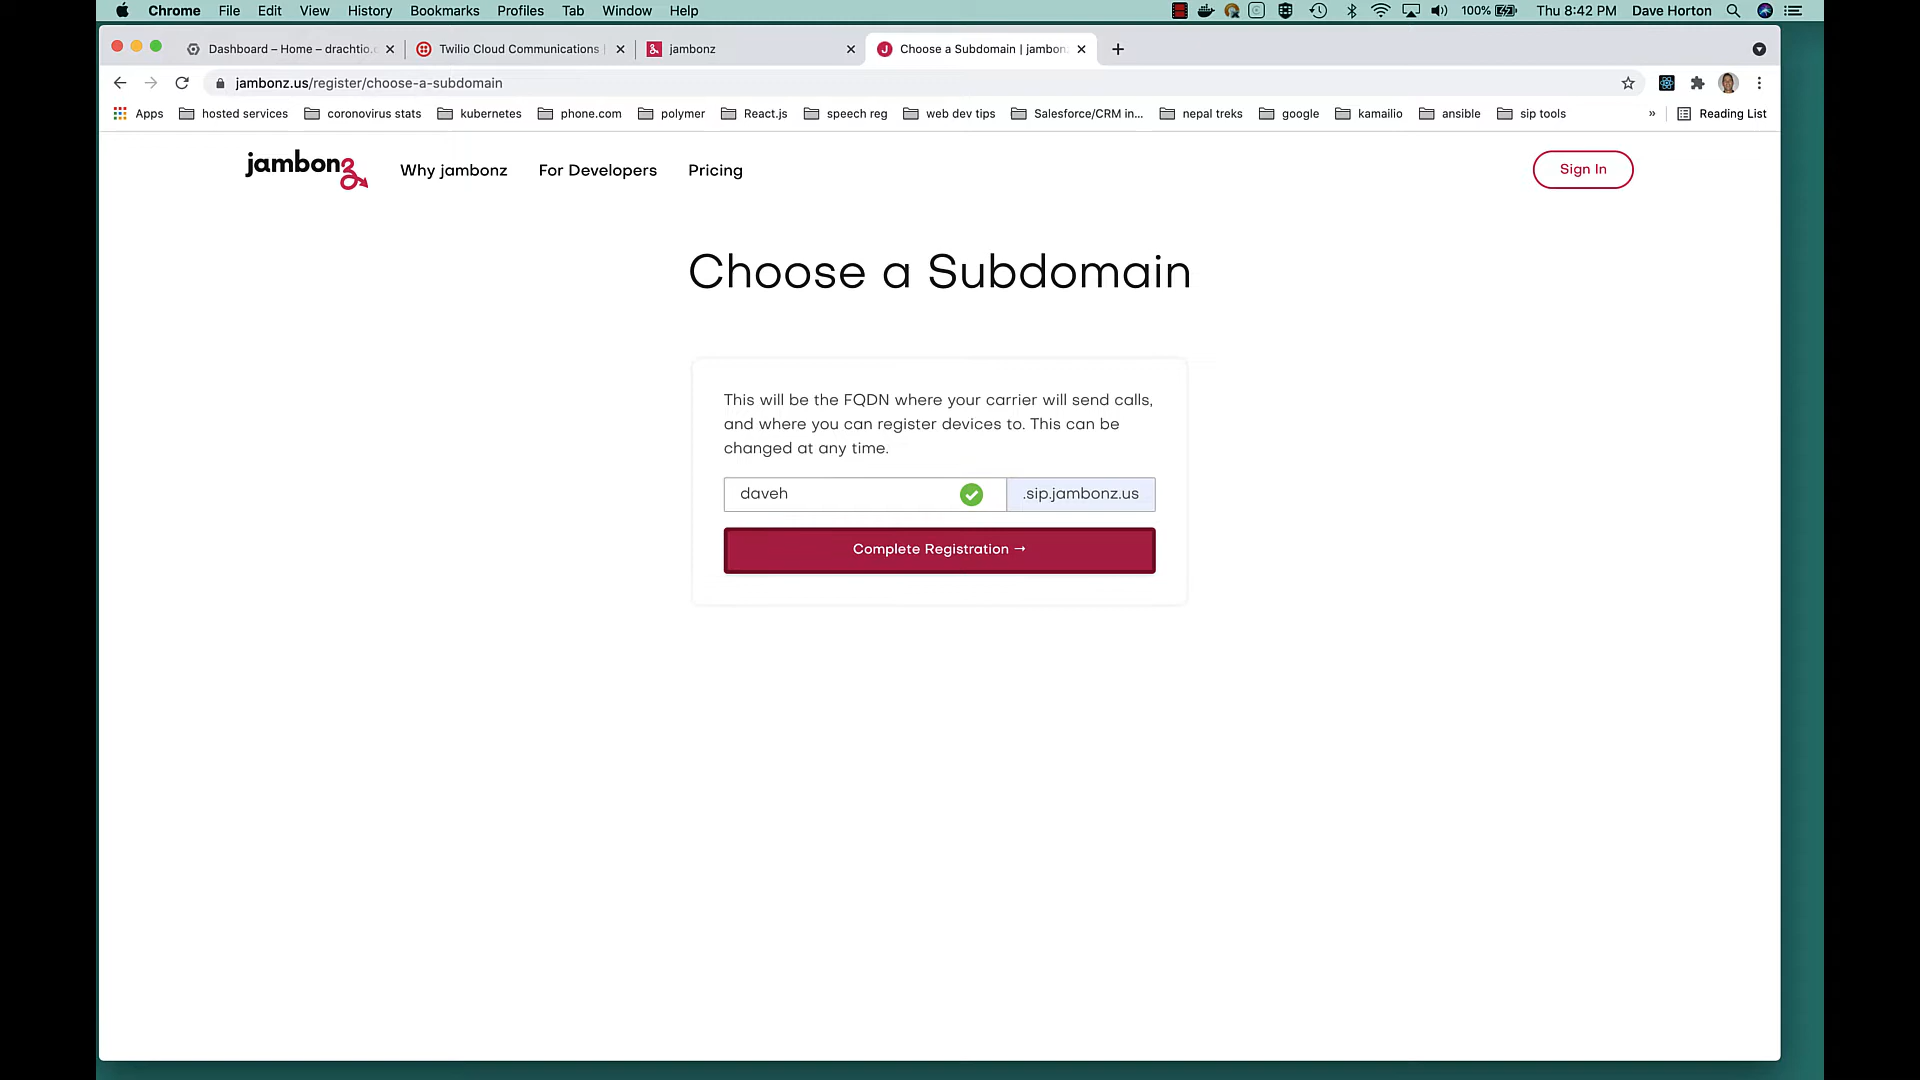 Chrome File Edit View History Bookmarks Profiles Tab Window Help 100% Thu 8:42 PM Dave Horton
Dashboard – Home – drachtio. Twilio Cloud Communications jambonz Choose a Subdomain | jambon
jambonz.us/register/choose-a-subdomain
Apps hosted services coronovirus stats kubernetes phone.com polymer React.js speech reg web dev tips Salesforce/CRM in... nepal treks google kamailio ansible sip tools » Reading List
jambonz Why jambonz For Developers Pricing Sign In
Choose a Subdomain
This will be the FQDN where your carrier will send calls,
and where you can register devices to. This can be
changed at any time.
daveh .sip.jambonz.us
Complete Registration →